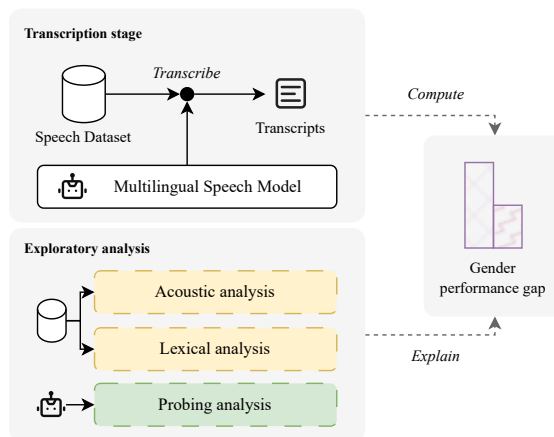 Transcription stage
Transcribe
Speech Dataset
Transcripts
Multilingual Speech Model
Compute
Gender
performance gap
Exploratory analysis
Acoustic analysis
Lexical analysis
Probing analysis
Explain